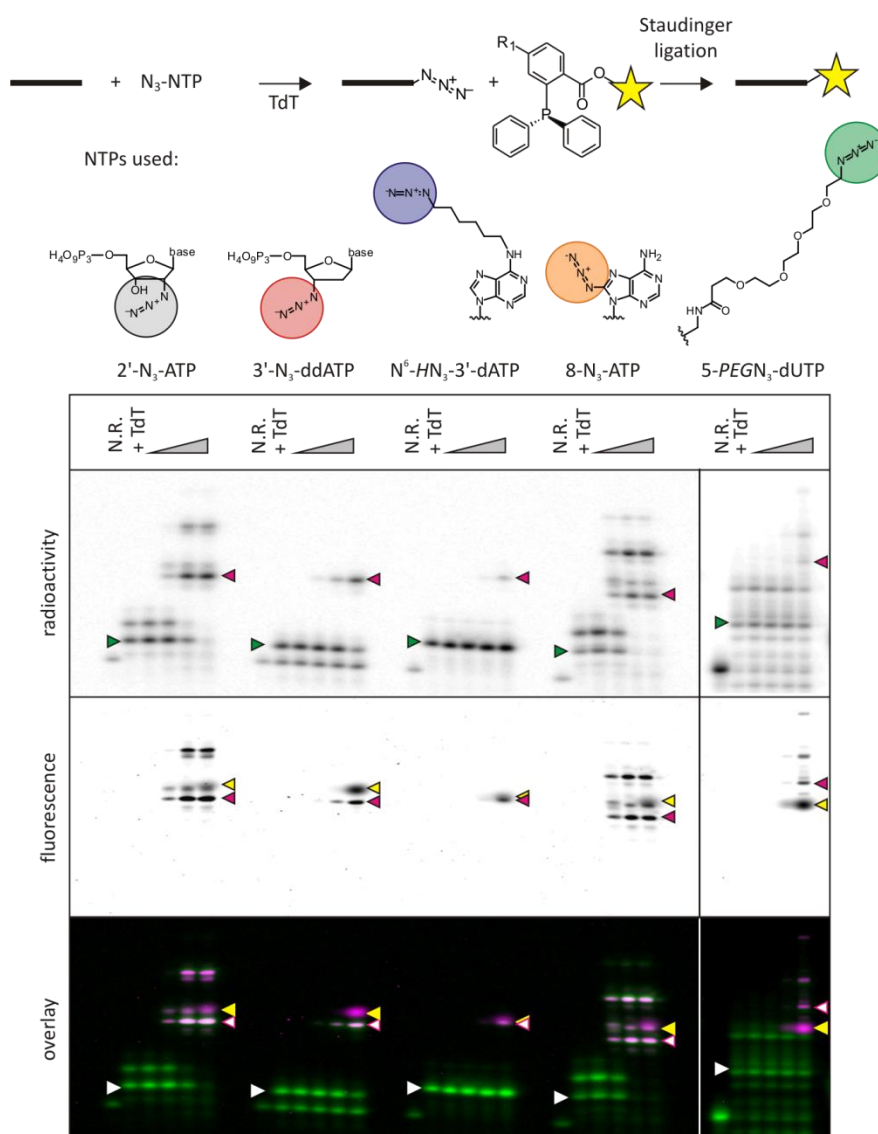 Staudinger
ligation
+ N₃-NTP
TdT
N=N⁺=N⁻
+
R₁
O
O
P
NTPs used:
⁻N=N⁺=N
HN
N
N
N
N
H₄O₉P₃
O
O
base
OH
⁻N=N⁺=N
H₄O₉P₃
O
O
base
⁻N=N⁺=N
⁻N=N⁺=N
NH₂
N
N
N
N
N=N⁺=N⁻
O
O
O
O
O
HN
O
2'-N₃-ATP 3'-N₃-ddATP N⁶-HN₃-3'-dATP 8-N₃-ATP 5-PEGN₃-dUTP
N.R.
+ TdT
N.R.
+ TdT
N.R.
+ TdT
N.R.
+ TdT
N.R.
+ TdT
radioactivity
fluorescence
overlay